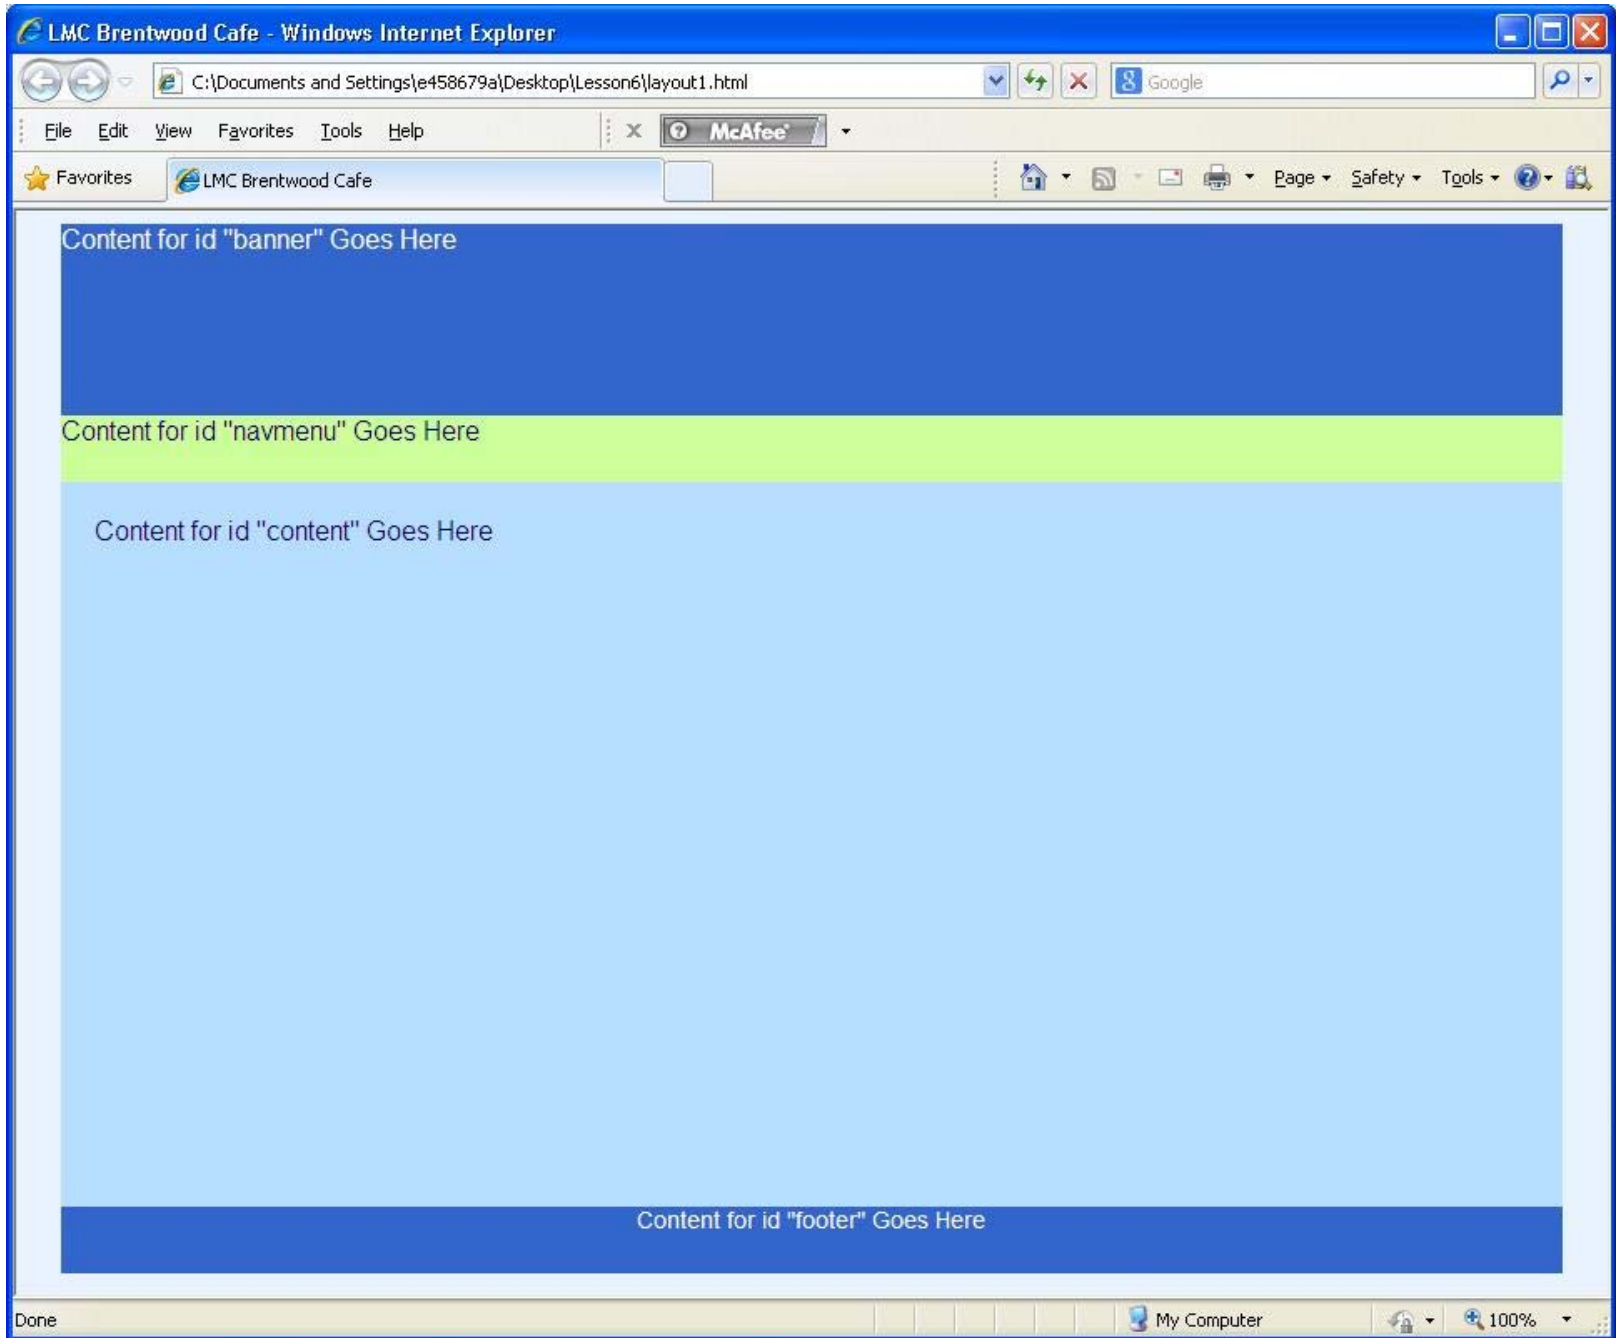 LMC Brentwood Cafe - Windows Internet Explorer
C:\Documents and Settings\e458679a\Desktop\Lesson6\layout1.html
8 Google
File Edit View Favorites Tools Help
X McAfee
Favorites LMC Brentwood Cafe Page Safety Tools
Content for id "banner" Goes Here
Content for id "navmenu" Goes Here
Content for id "content" Goes Here
Content for id "footer" Goes Here
Done My Computer 100%